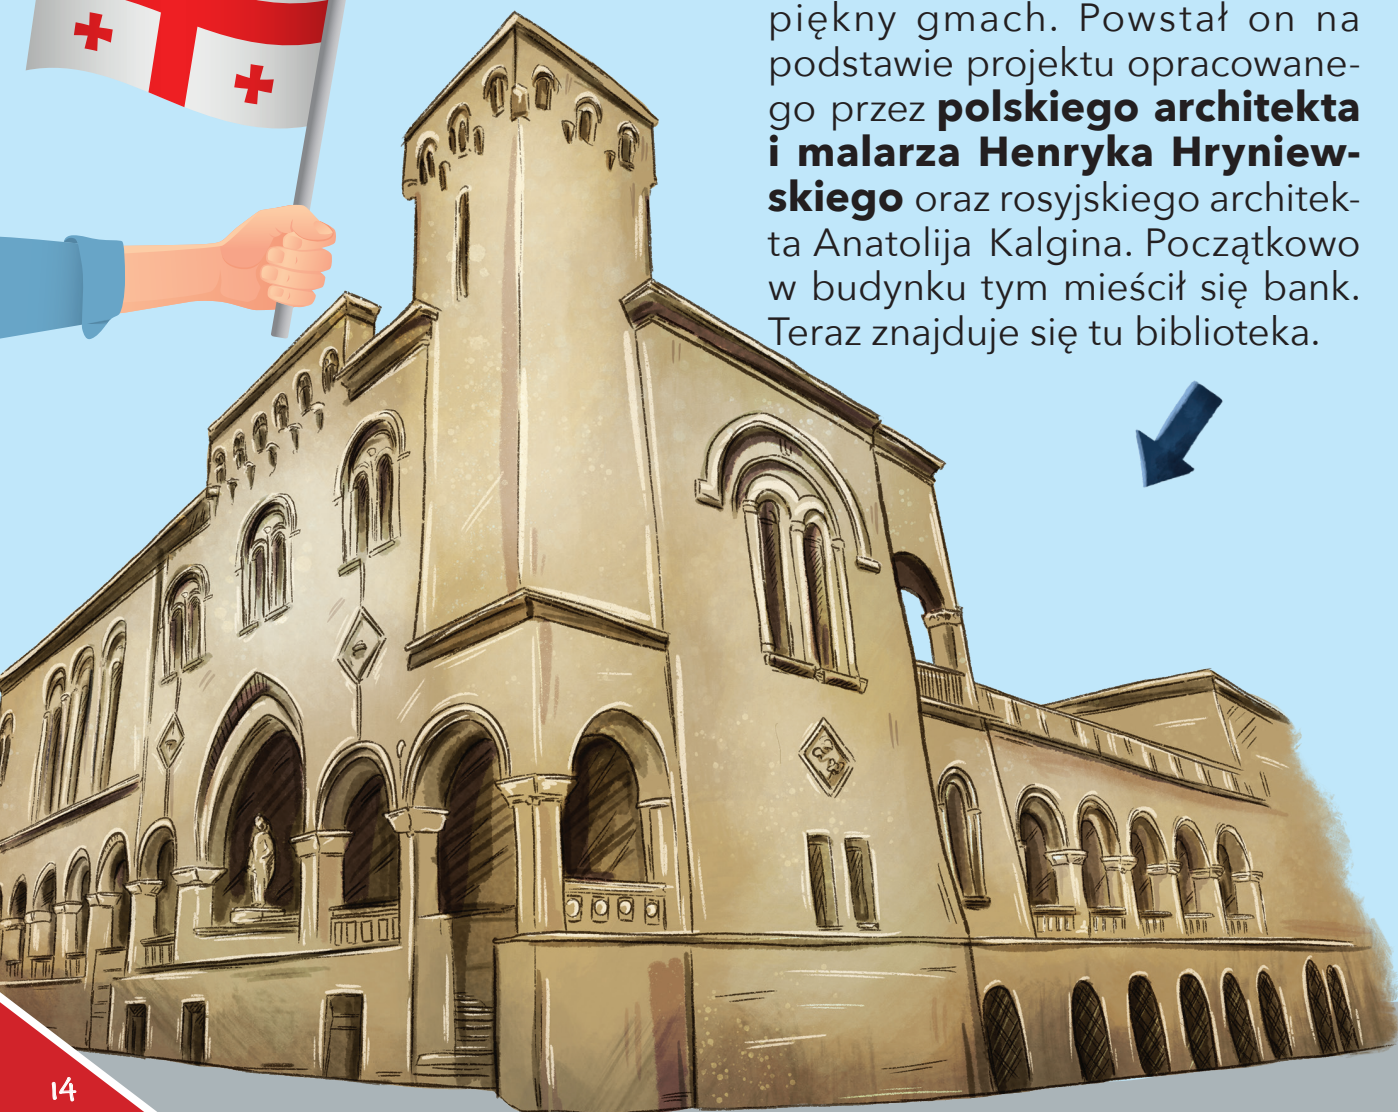 piękny gmach. Powstał on na
podstawie projektu opracowane-
go przez polskiego architekta
i malarza Henryka Hryniew-
skiego oraz rosyjskiego architek-
ta Anatolija Kalgina. Początkowo
w budynku tym mieścił się bank.
Teraz znajduje się tu biblioteka.
14